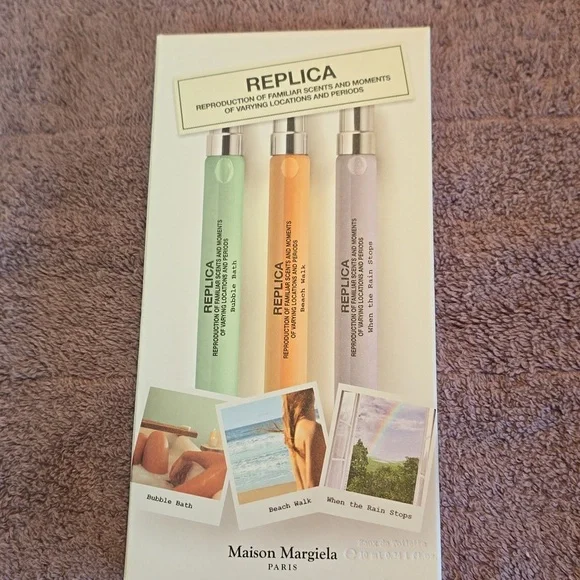 REPLICA
REPRODUCTION OF FAMILIAR SCENTS AND MOMENTS
OF VARYING LOCATIONS AND PERIODS
REPLICA
REPRODUCTION OF FAMILIAR SCENTS AND MOMENTS
OF VARYING LOCATIONS AND PERIODS
Bubble Bath
REPLICA
REPRODUCTION OF FAMILIAR SCENTS AND MOMENTS
OF VARYING LOCATIONS AND PERIODS
Beach Walk
REPLICA
REPRODUCTION OF FAMILIAR SCENTS AND MOMENTS
OF VARYING LOCATIONS AND PERIODS
When the Rain Stops
Bubble Bath
Beach Walk
When the Rain Stops
Maison Margiela
PARIS